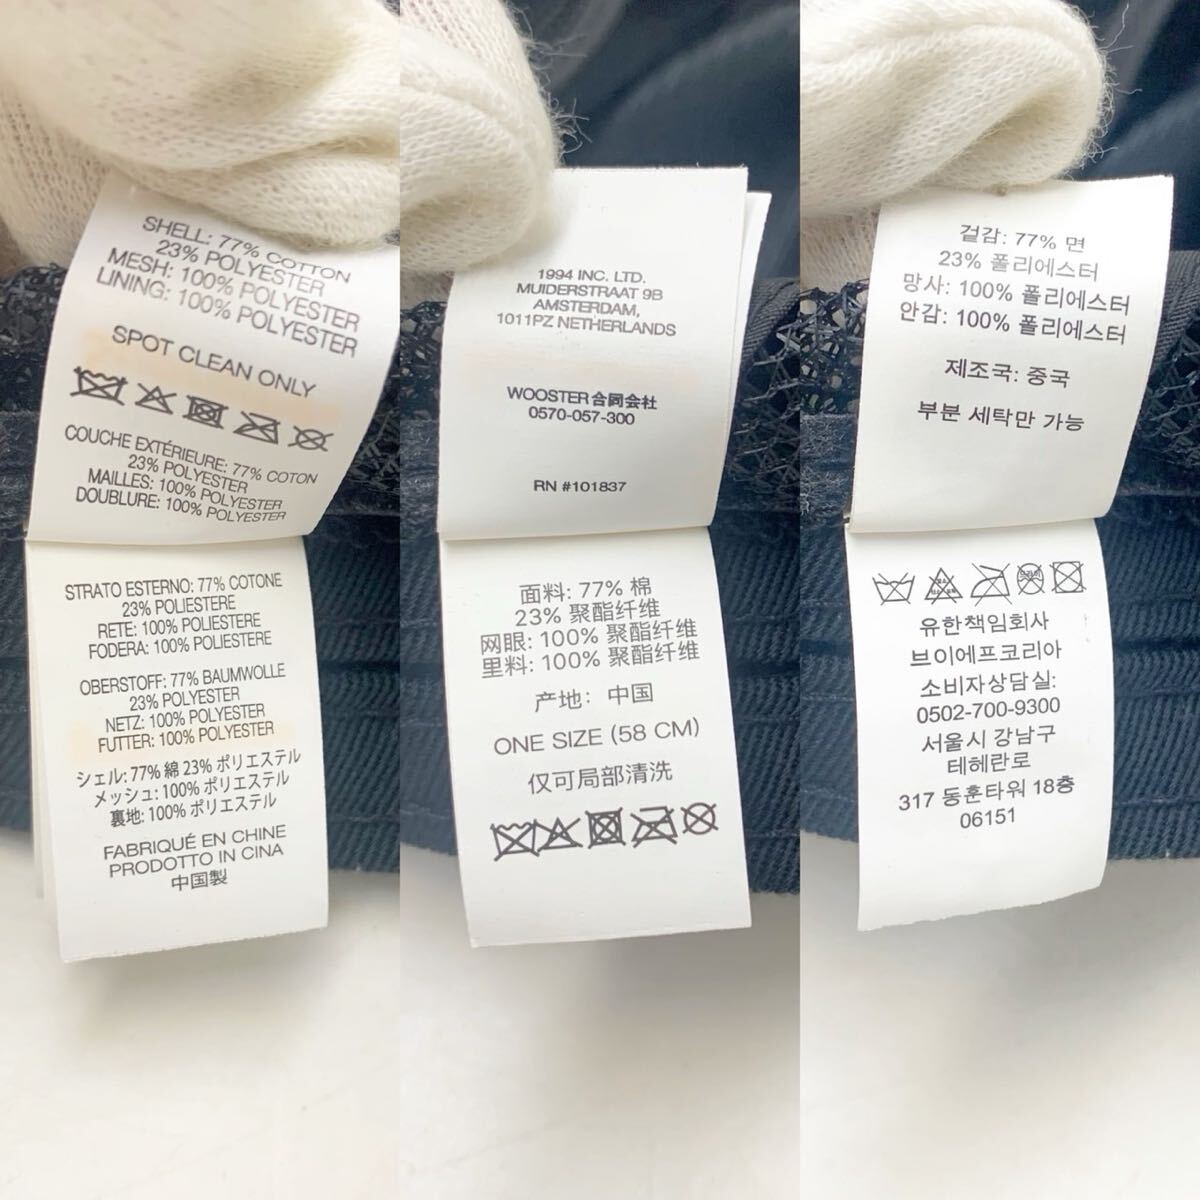 SHELL: 77% COTTON
23% POLYESTER
MESH: 100% POLYESTER
LINING: 100% POLYESTER
SPOT CLEAN ONLY
COUCHE EXTÉRIEURE: 77% COTON
23% POLYESTER
MAILLES: 100% POLYESTER
DOUBLURE: 100% POLYESTER
STRATO ESTERNO: 77% COTONE
23% POLIESTERE
RETE: 100% POLIESTERE
FODERA: 100% POLIESTERE
OBERSTOFF: 77% BAUMWOLLE
23% POLYESTER
NETZ: 100% POLYESTER
FUTTER: 100% POLYESTER
シェル: 77% 綿 23% ポリエステル
メッシュ: 100% ポリエステル
裏地: 100% ポリエステル
FABRIQUÉ EN CHINE
PRODOTTO IN CINA
中国製
1994 INC. LTD.
MUIDERSTRAAT 9B
AMSTERDAM,
1011PZ NETHERLANDS
WOOSTER合同会社
0570-057-300
RN #101837
面料: 77% 棉
23% 聚酯纤维
网眼: 100% 聚酯纤维
里料: 100% 聚酯纤维
产地: 中国
ONE SIZE (58 CM)
仅可局部清洗
겉감: 77% 면
23% 폴리에스터
망사: 100% 폴리에스터
안감: 100% 폴리에스터
제조국: 중국
부분 세탁만 가능
유한책임회사
브이에프코리아
소비자상담실:
0502-700-9300
서울시 강남구
테헤란로
317 동훈타워 18층
06151